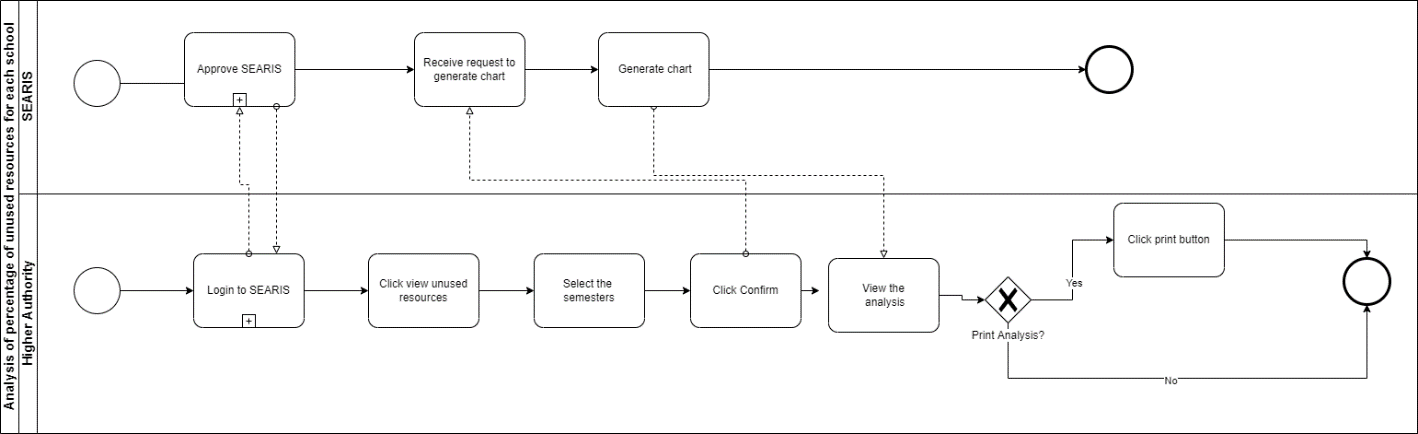 Analysis of percentage of unused resources for each school
SEARIS
Approve SEARIS
Receive request to
generate chart
Generate chart
Higher Authority
Login to SEARIS
Click view unused
resources
Select the
semesters
Click Confirm
View the
analysis
Print Analysis?
Yes
Click print button
No